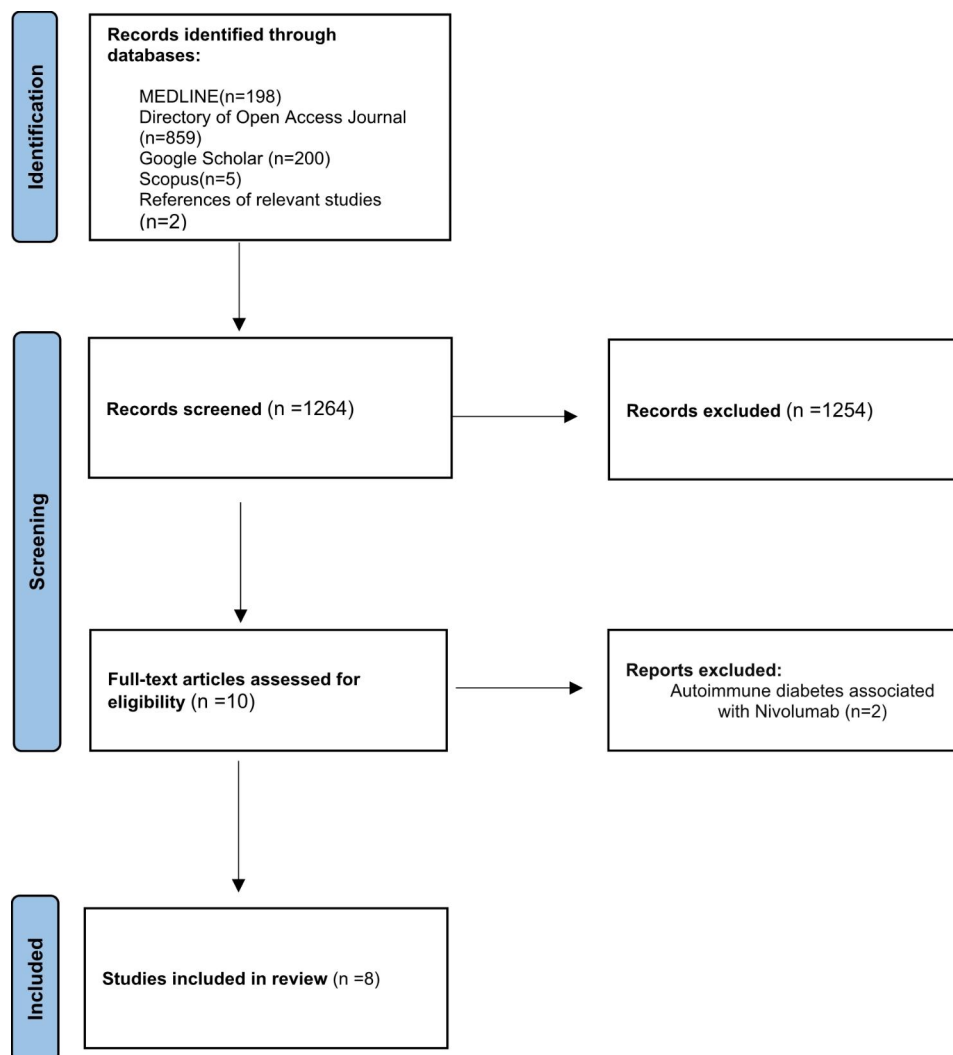 Identification
Records identified through
databases:
MEDLINE(n=198)
Directory of Open Access Journal
(n=859)
Google Scholar (n=200)
Scopus(n=5)
References of relevant studies
(n=2)
Screening
Records screened (n =1264)
Records excluded (n =1254)
Full-text articles assessed for
eligibility (n =10)
Reports excluded:
Autoimmune diabetes associated
with Nivolumab (n=2)
Included
Studies included in review (n =8)